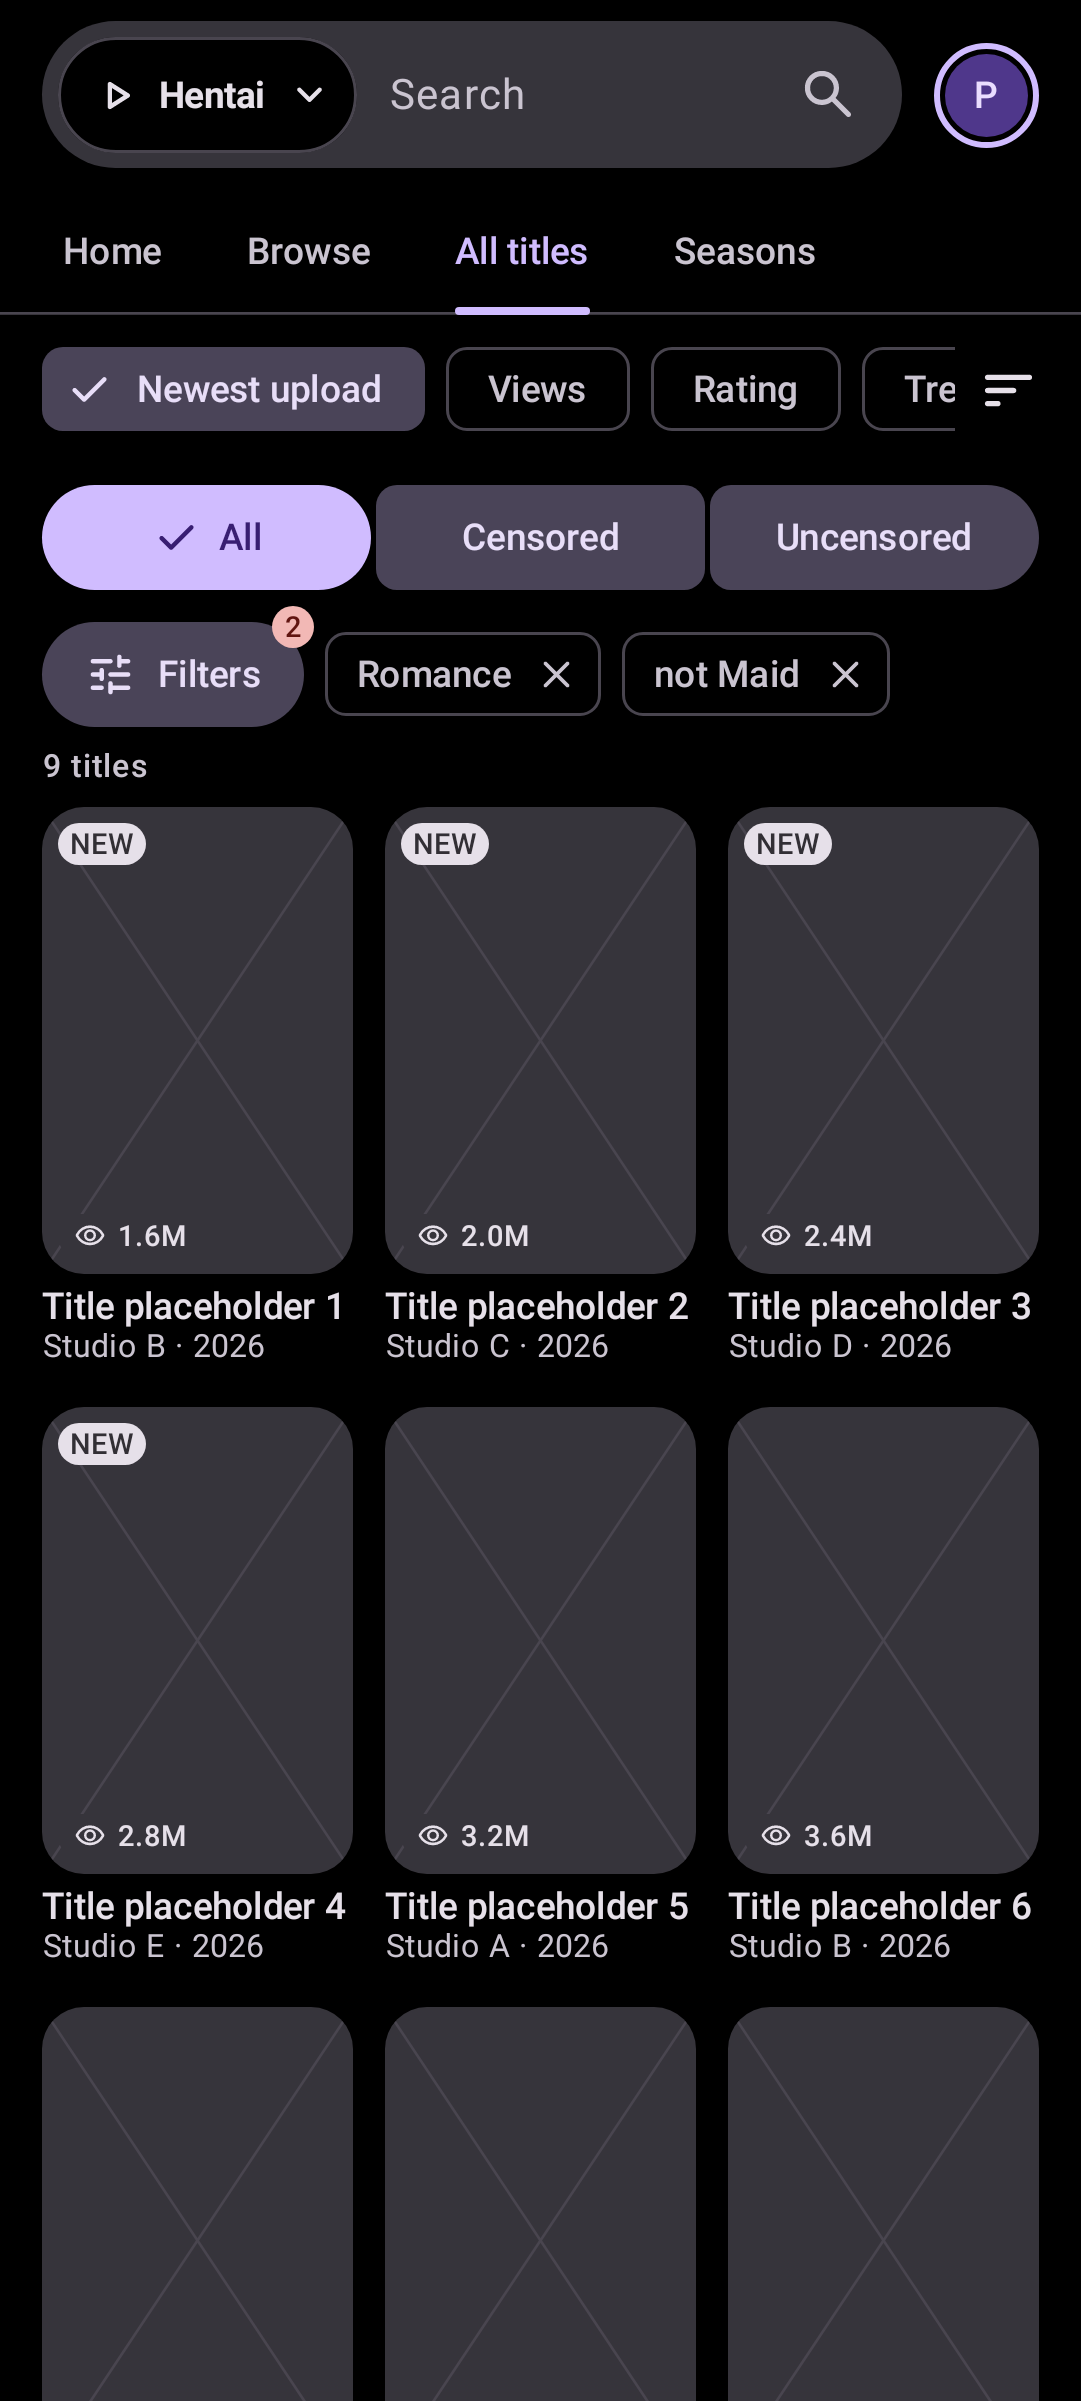 Hentai
Search
P
Home
Browse
All titles
Seasons
Newest upload
Views
Rating
Tre
All
Censored
Uncensored
Filters
2
Romance
not Maid
9 titles
NEW
NEW
NEW
1.6M
2.0M
2.4M
Title placeholder 1
Title placeholder 2
Title placeholder 3
Studio B · 2026
Studio C · 2026
Studio D · 2026
NEW
2.8M
3.2M
3.6M
Title placeholder 4
Title placeholder 5
Title placeholder 6
Studio E · 2026
Studio A · 2026
Studio B · 2026